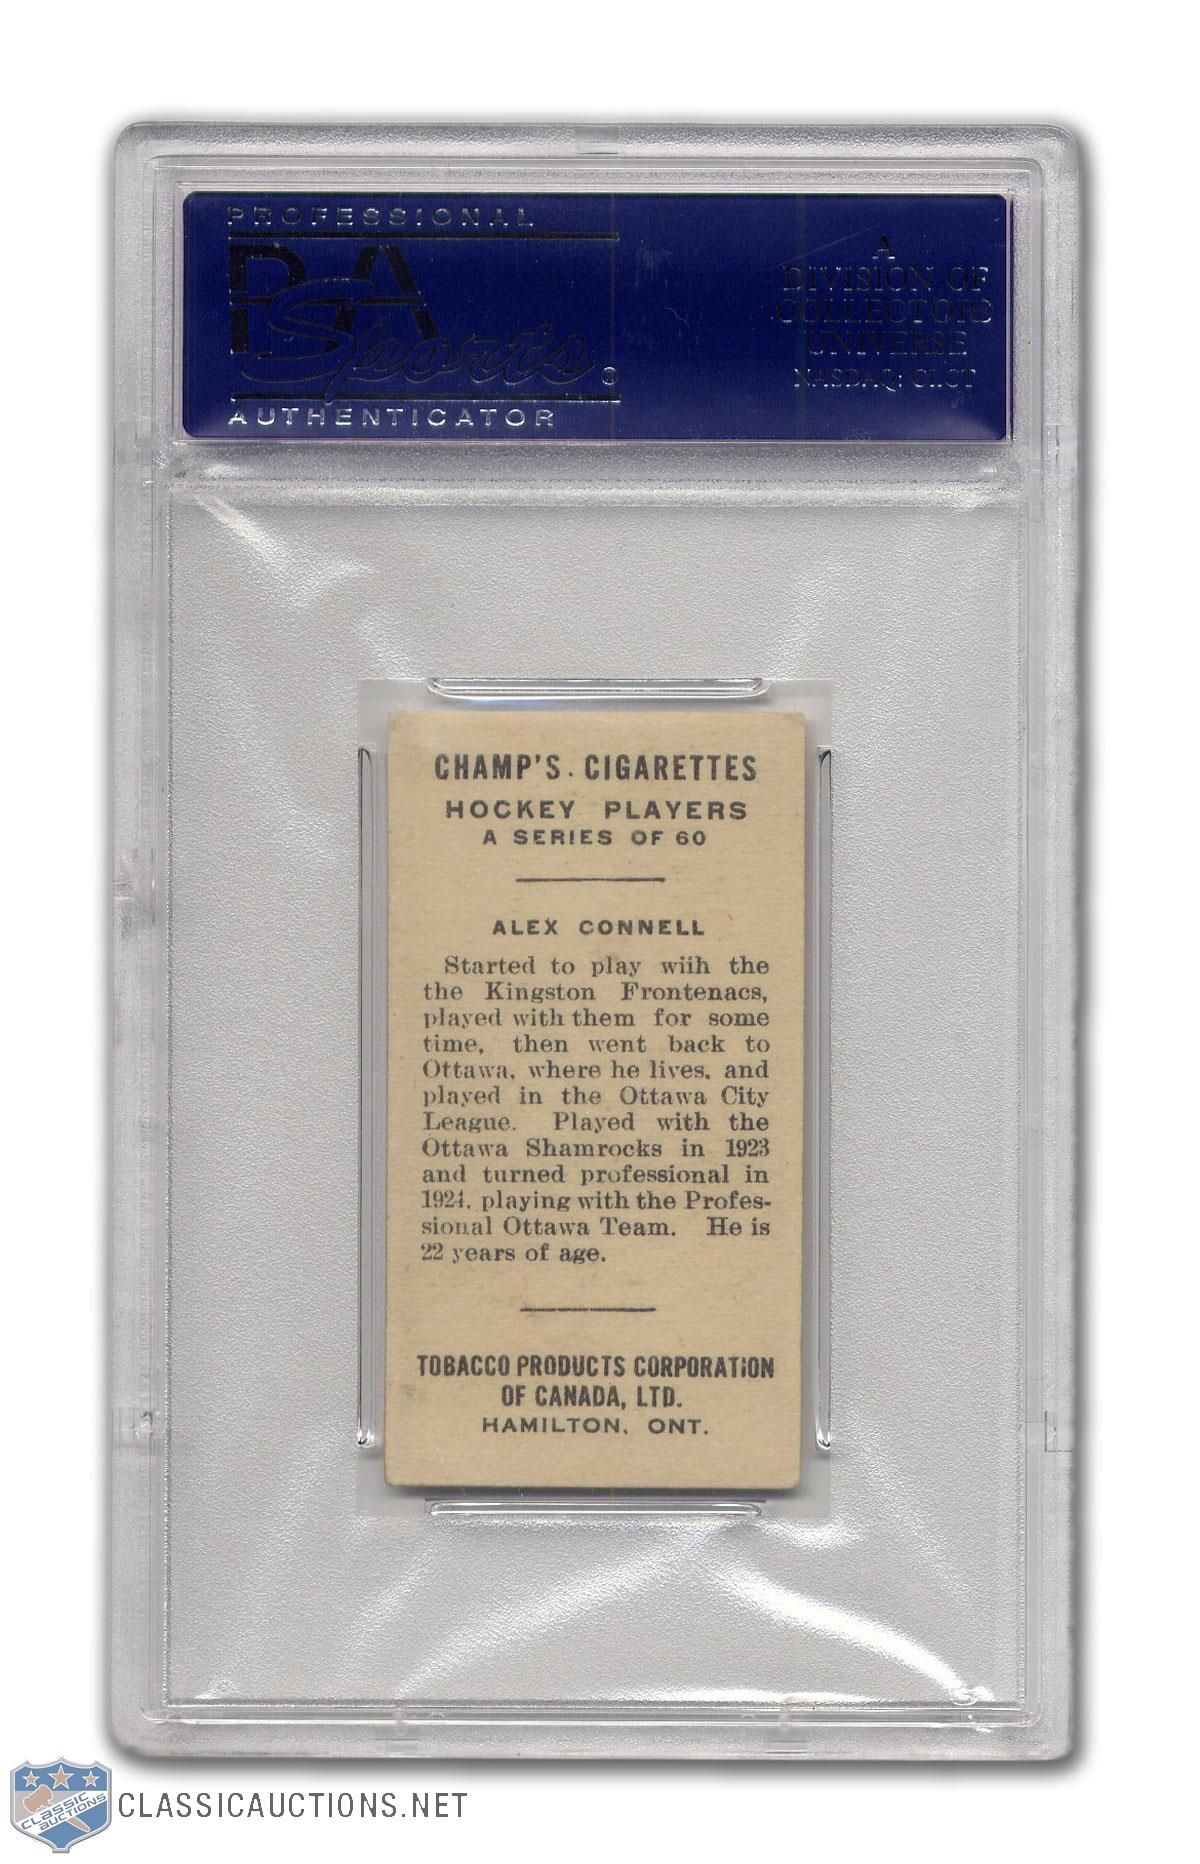 PROFESSIONAL
PSA
Sports®
AUTHENTICATOR
A
DIVISION OF
COLLECTORS
UNIVERSE
NASDAQ: CLCT
CHAMP'S. CIGARETTES
HOCKEY PLAYERS
A SERIES OF 60
ALEX CONNELL
Started to play wiih the
the Kingston Frontenacs,
played with them for some
time, then went back to
Ottawa, where he lives, and
played in the Ottawa City
League. Played with the
Ottawa Shamrocks in 1923
and turned professional in
1924, playing with the Profes-
sional Ottawa Team. He is
22 years of age.
TOBACCO PRODUCTS CORPORATION
OF CANADA, LTD.
HAMILTON, ONT.
CLASSIC
AUCTIONS
CLASSICAUCTIONS.NET